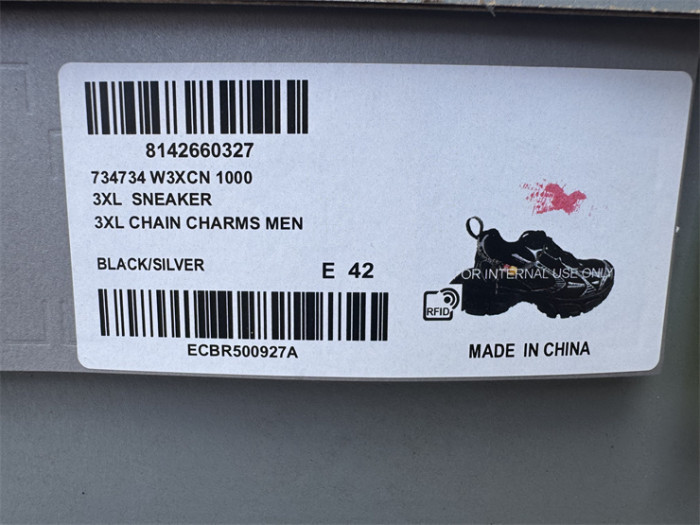 8142660327
734734 W3XCN 1000
3XL SNEAKER
3XL CHAIN CHARMS MEN
BLACK/SILVER E 42
OR INTERNAL USE ONLY
RFID
ECBR500927A
MADE IN CHINA